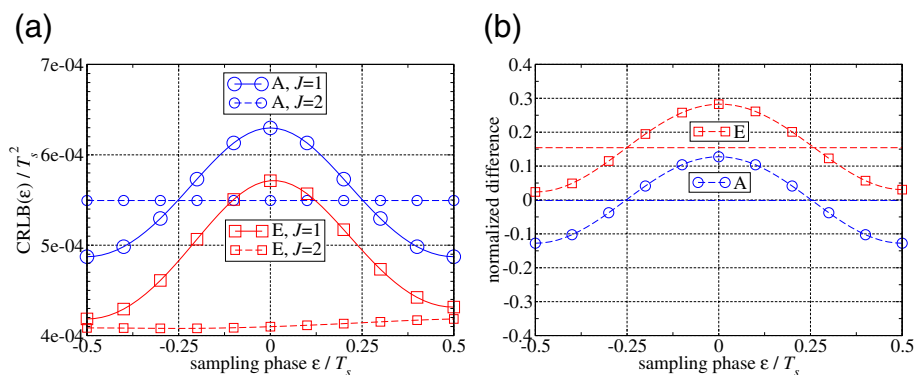 (a)
7e-04
6e-04
5e-04
4e-04
CRLB(ε) / T_s^2
A, J=1
A, J=2
E, J=1
E, J=2
-0.5 -0.25 0 0.25 0.5
sampling phase ε / T_s
(b)
0.4
0.3
0.2
0.1
0
-0.1
-0.2
-0.3
-0.4
normalized difference
E
A
-0.5 -0.25 0 0.25 0.5
sampling phase ε / T_s